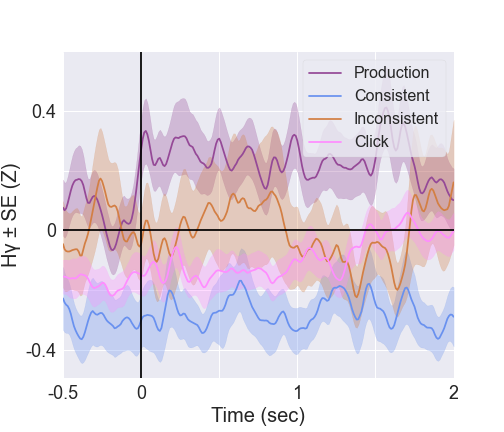 Production
Consistent
Inconsistent
Click
Hγ ± SE (Z)
0.4
0
-0.4
-0.5
0
1
2
Time (sec)